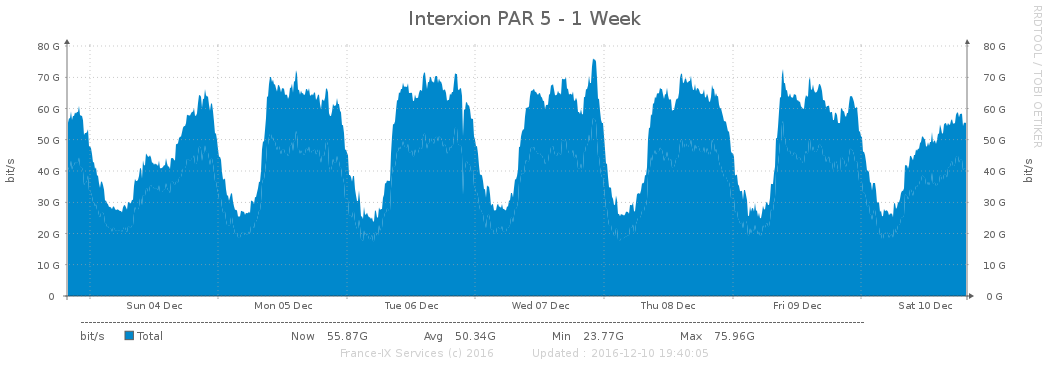 Interxion PAR 5 - 1 Week
RRDTOOL / TOBI OETIKER
bit/s
80 G 80 G
70 G 70 G
60 G 60 G
50 G 50 G
40 G 40 G
30 G 30 G
20 G 20 G
10 G 10 G
0 0 G
bit/s
Sun 04 Dec Mon 05 Dec Tue 06 Dec Wed 07 Dec Thu 08 Dec Fri 09 Dec Sat 10 Dec
bit/s Total Now 55.87G Avg 50.34G Min 23.77G Max 75.96G
France-IX Services (c) 2016 Updated : 2016-12-10 19:40:05